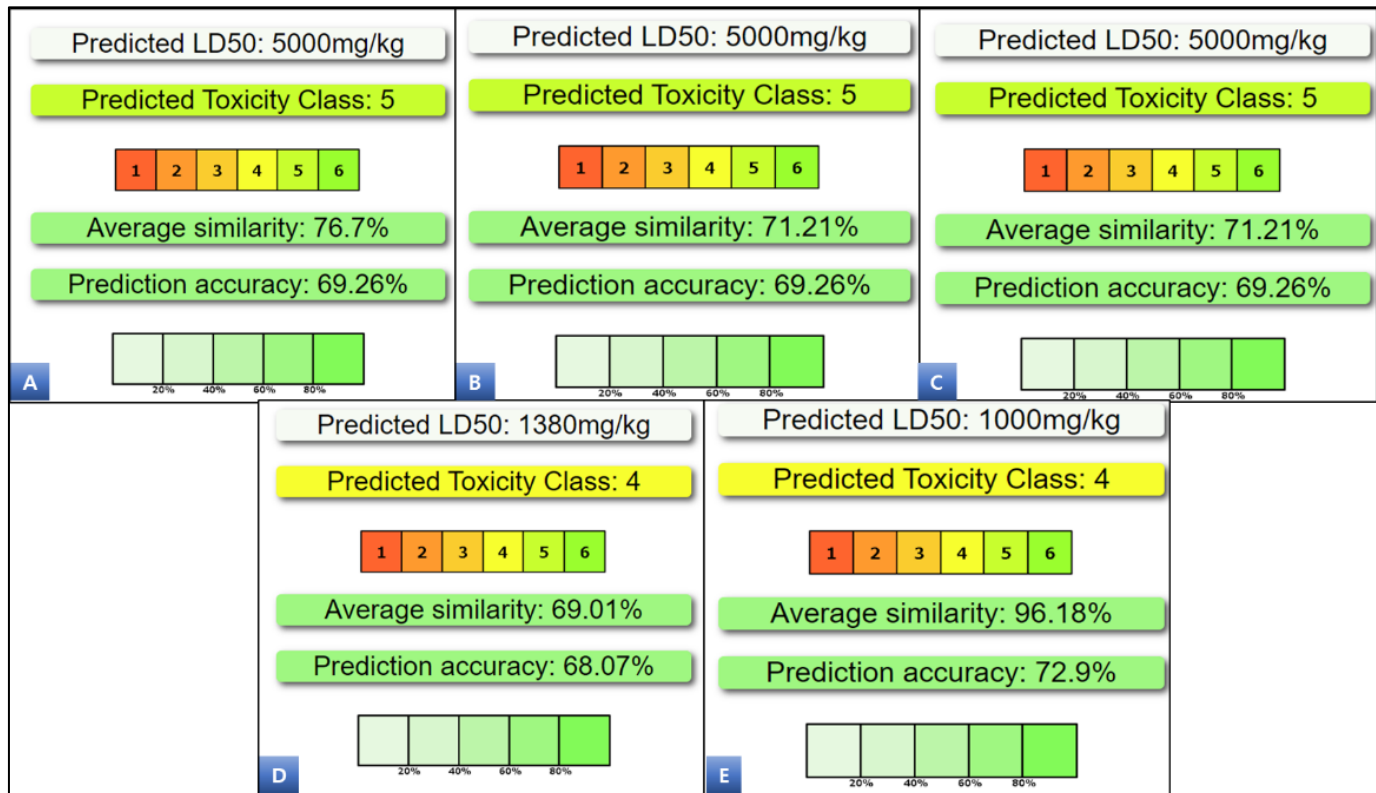 Predicted LD50: 5000mg/kg
Predicted Toxicity Class: 5
1 2 3 4 5 6
Average similarity: 76.7%
Prediction accuracy: 69.26%
20% 40% 60% 80%
A
Predicted LD50: 5000mg/kg
Predicted Toxicity Class: 5
1 2 3 4 5 6
Average similarity: 71.21%
Prediction accuracy: 69.26%
20% 40% 60% 80%
B
Predicted LD50: 5000mg/kg
Predicted Toxicity Class: 5
1 2 3 4 5 6
Average similarity: 71.21%
Prediction accuracy: 69.26%
20% 40% 60% 80%
C
Predicted LD50: 1380mg/kg
Predicted Toxicity Class: 4
1 2 3 4 5 6
Average similarity: 69.01%
Prediction accuracy: 68.07%
20% 40% 60% 80%
D
Predicted LD50: 1000mg/kg
Predicted Toxicity Class: 4
1 2 3 4 5 6
Average similarity: 96.18%
Prediction accuracy: 72.9%
20% 40% 60% 80%
E